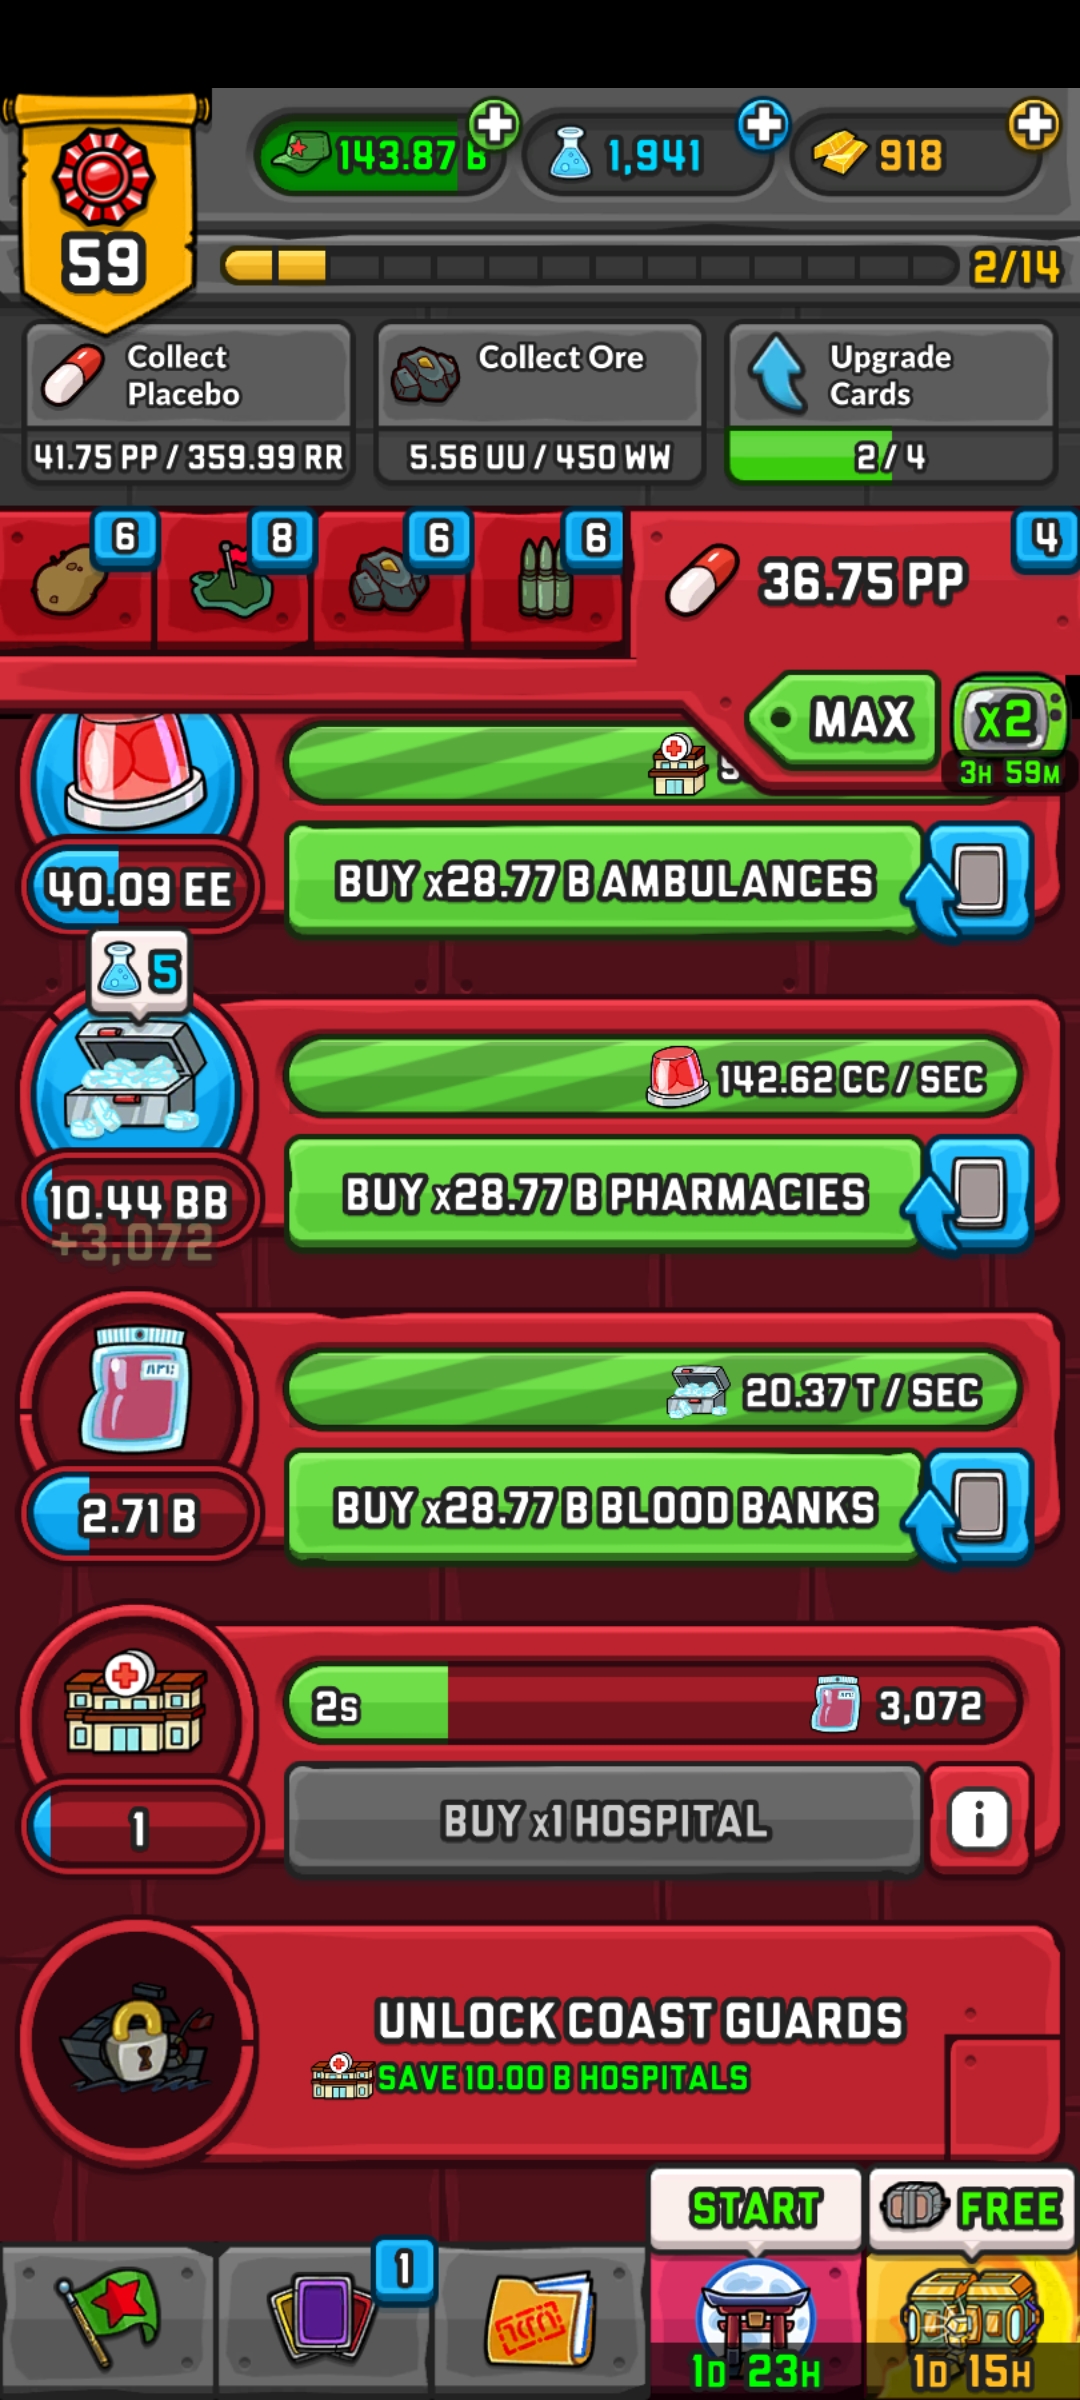 143.87 B
1,941
918
59
2/14
Collect
Placebo
41.75 PP / 359.99 RR
Collect Ore
5.56 UU / 450 WW
Upgrade
Cards
2 / 4
6
8
6
6
4
36.75 PP
MAX
x2
3H 59M
40.09 EE
BUY x28.77 B AMBULANCES
5
142.62 CC / SEC
10.44 BB
+3,072
BUY x28.77 B PHARMACIES
20.37 T / SEC
2.71 B
BUY x28.77 B BLOOD BANKS
2s
3,072
1
BUY x1 HOSPITAL
i
UNLOCK COAST GUARDS
SAVE 10.00 B HOSPITALS
START
FREE
1
1D 23H
1D 15H